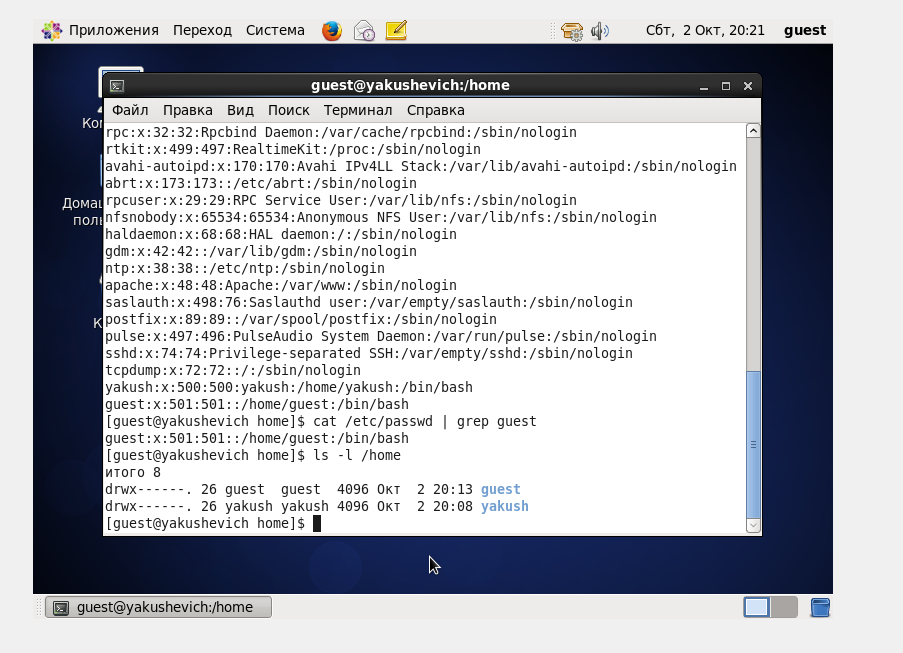 Приложения Переход Система Сбт, 2 Окт, 20:21 guest
guest@yakushevich:/home
Файл Правка Вид Поиск Терминал Справка
rpc:x:32:32:Rpcbind Daemon:/var/cache/rpcbind:/sbin/nologin
rtkit:x:499:497:RealtimeKit:/proc:/sbin/nologin
avahi-autoipd:x:170:170:Avahi IPv4LL Stack:/var/lib/avahi-autoipd:/sbin/nologin
abrt:x:173:173::/etc/abrt:/sbin/nologin
rpcuser:x:29:29:RPC Service User:/var/lib/nfs:/sbin/nologin
nfsnobody:x:65534:65534:Anonymous NFS User:/var/lib/nfs:/sbin/nologin
haldaemon:x:68:68:HAL daemon:/:/sbin/nologin
gdm:x:42:42::/var/lib/gdm:/sbin/nologin
ntp:x:38:38::/etc/ntp:/sbin/nologin
apache:x:48:48:Apache:/var/www:/sbin/nologin
saslauth:x:498:76:Saslauthd user:/var/empty/saslauth:/sbin/nologin
postfix:x:89:89::/var/spool/postfix:/sbin/nologin
pulse:x:497:496:PulseAudio System Daemon:/var/run/pulse:/sbin/nologin
sshd:x:74:74:Privilege-separated SSH:/var/empty/sshd:/sbin/nologin
tcpdump:x:72:72::/:/sbin/nologin
yakush:x:500:500:yakush:/home/yakush:/bin/bash
guest:x:501:501::/home/guest:/bin/bash
[guest@yakushevich home]$ cat /etc/passwd | grep guest
guest:x:501:501::/home/guest:/bin/bash
[guest@yakushevich home]$ ls -l /home
итого 8
drwx------. 26 guest  guest  4096 Окт  2 20:13 guest
drwx------. 26 yakush yakush 4096 Окт  2 20:08 yakush
[guest@yakushevich home]$
guest@yakushevich:/home